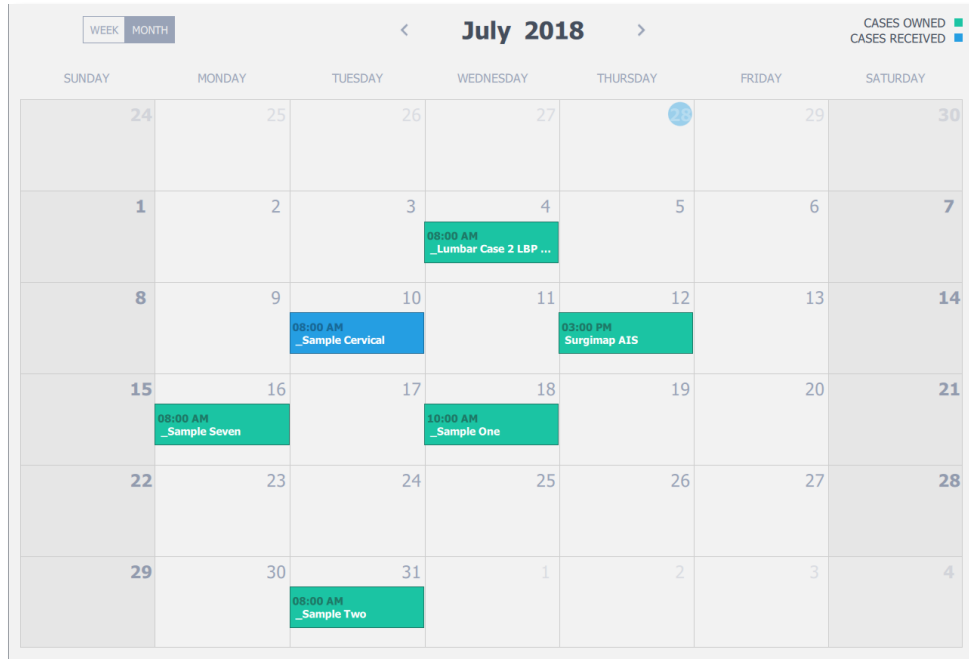 WEEK MONTH < July 2018 > CASES OWNED
CASES RECEIVED
SUNDAY MONDAY TUESDAY WEDNESDAY THURSDAY FRIDAY SATURDAY
24 25 26 27 28 29 30
1 2 3 4 5 6 7
08:00 AM
_Lumbar Case 2 LBP ...
8 9 10 11 12 13 14
08:00 AM 03:00 PM
_Sample Cervical Surgimap AIS
15 16 17 18 19 20 21
08:00 AM 10:00 AM
_Sample Seven _Sample One
22 23 24 25 26 27 28
29 30 31 1 2 3 4
08:00 AM
_Sample Two